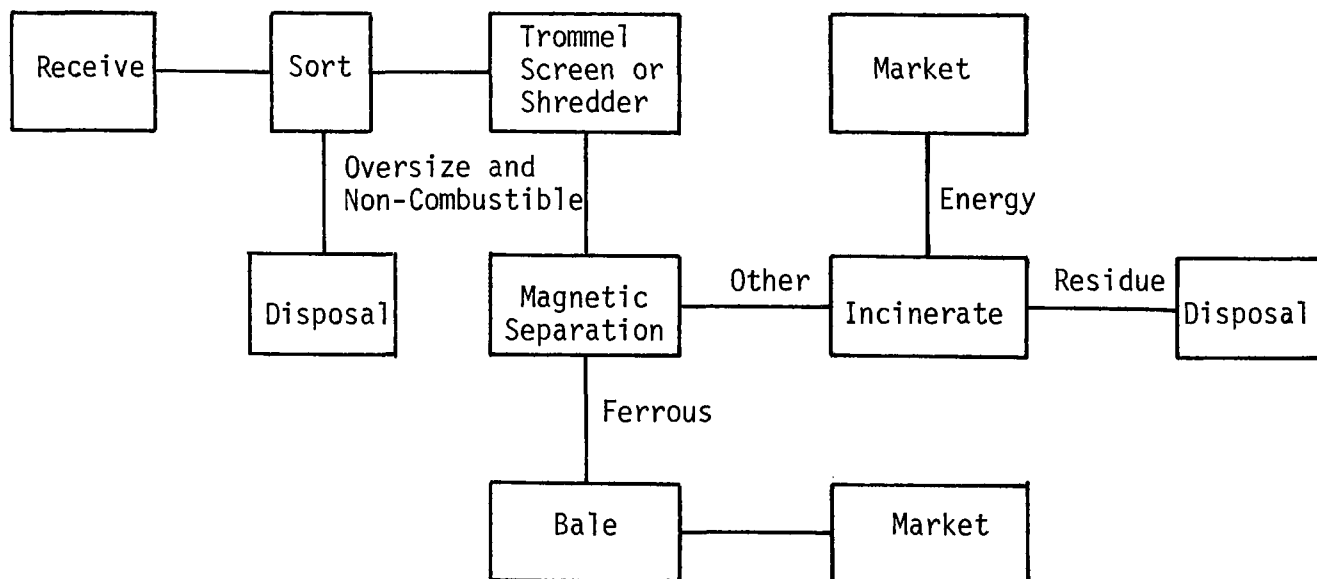 Receive
Sort
Trommel
Screen or
Shredder
Market
Oversize and
Non-Combustible
Energy
Disposal
Magnetic
Separation
Other
Incinerate
Residue
Disposal
Ferrous
Bale
Market